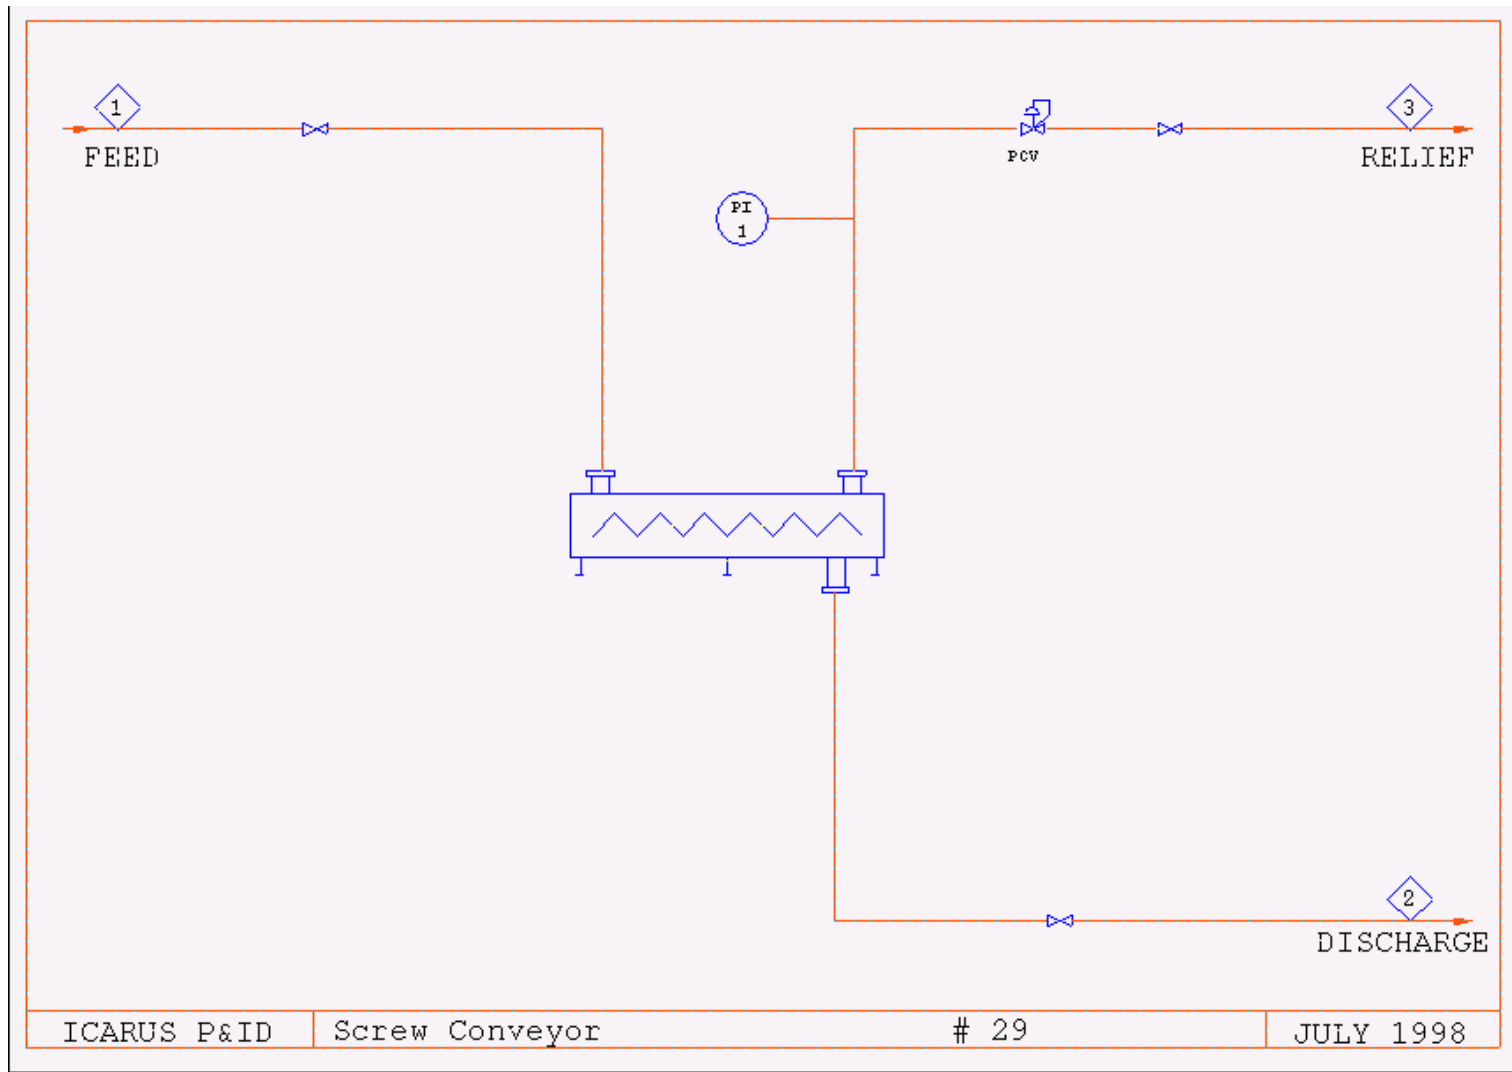 1
3
FEED
PCV
RELIEF
PI
1
2
DISCHARGE
ICARUS P&ID
Screw Conveyor
# 29
JULY 1998